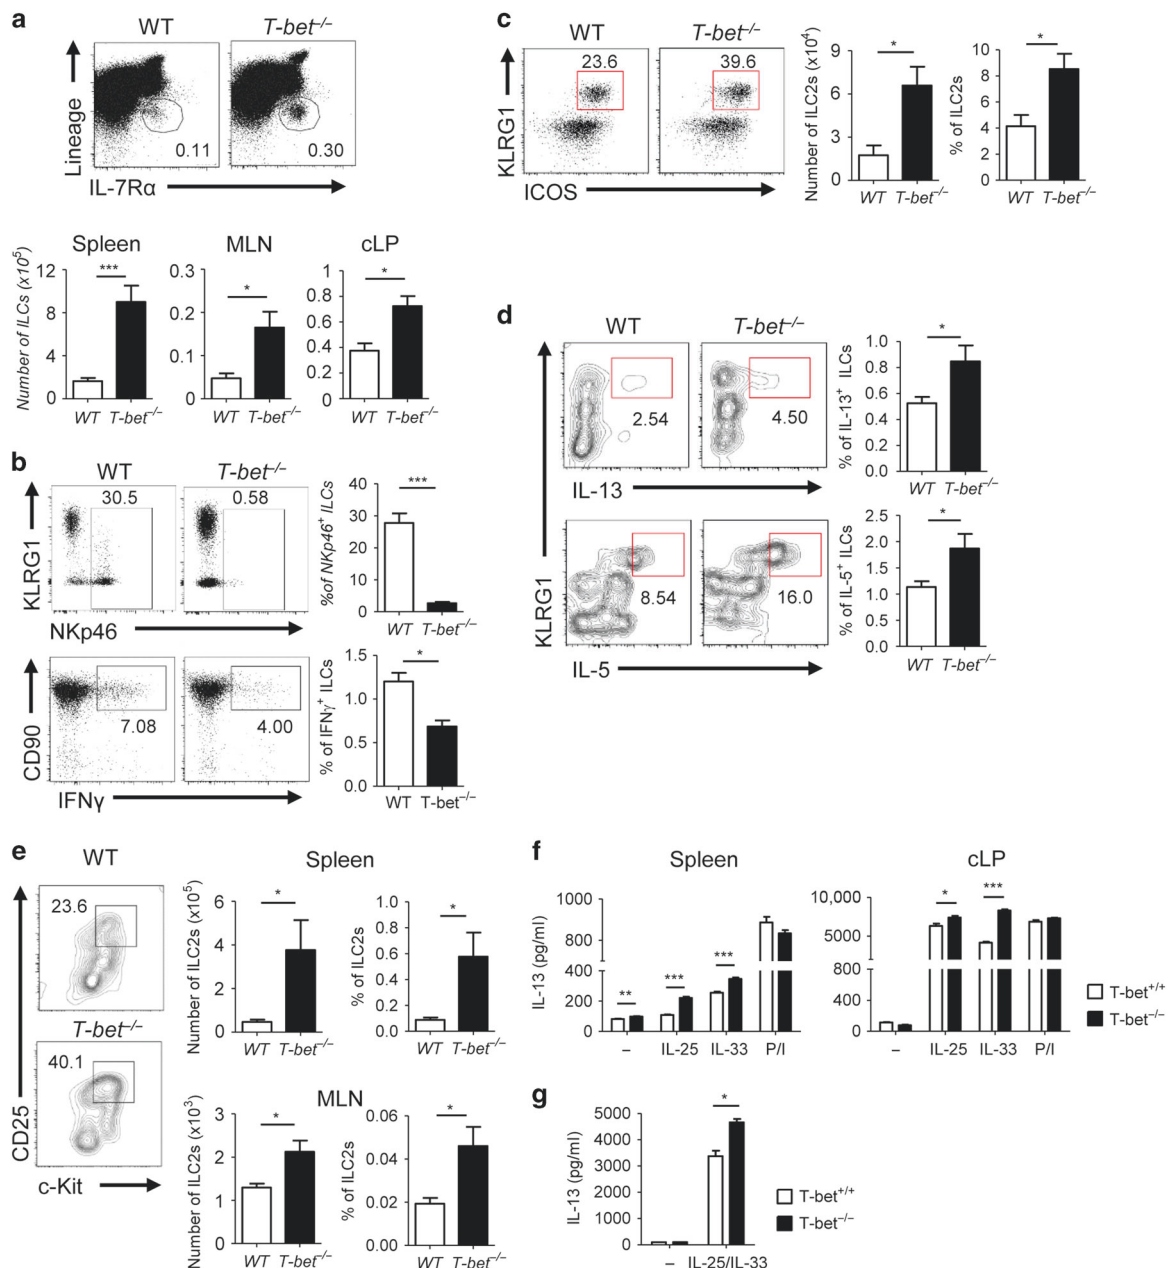 a
WT
T-bet–/–
Lineage
0.11
0.30
IL-7Rα
Spleen
MLN
cLP
Number of ILCs (x10⁵)
12
8
4
0
WT T-bet–/–
0.3
0.2
0.1
0.0
WT T-bet–/–
1
0.8
0.6
0.4
0.2
0
WT T-bet–/–
***
*
*
b
WT
T-bet–/–
30.5
0.58
KLRG1
NKp46
%of NKp46⁺ ILCs
40
30
20
10
0
***
WT T-bet–/–
CD90
7.08
4.00
IFNγ
% of IFNγ⁺ ILCs
1.5
1.0
0.5
0.0
*
WT T-bet–/–
c
WT
T-bet–/–
23.6
39.6
KLRG1
ICOS
Number of ILC2s (x10⁴)
9
6
3
0
*
WT T-bet–/–
% of ILC2s
10
8
6
4
2
0
*
WT T-bet–/–
d
WT
T-bet–/–
2.54
4.50
IL-13
KLRG1
8.54
16.0
IL-5
% of IL-13⁺ ILCs
1.0
0.8
0.6
0.4
0.2
0.0
*
WT T-bet–/–
% of IL-5⁺ ILCs
2.5
2.0
1.5
1.0
0.5
0.0
*
WT T-bet–/–
e
WT
23.6
T-bet–/–
40.1
CD25
c-Kit
Spleen
Number of ILC2s (x10⁵)
6
4
2
0
*
WT T-bet–/–
% of ILC2s
1.0
0.8
0.6
0.4
0.2
0.0
*
WT T-bet–/–
MLN
Number of ILC2s (x10³)
3
2
1
0
*
WT T-bet–/–
% of ILC2s
0.06
0.04
0.02
0.00
*
WT T-bet–/–
f
Spleen
IL-13 (pg/ml)
1000
800
400
200
0
**
***
***
– IL-25 IL-33 P/I
cLP
10,000
7500
5000
800
400
0
*
***
– IL-25 IL-33 P/I
T-bet+/+
T-bet–/–
g
IL-13 (pg/ml)
5000
4000
3000
2000
1000
0
*
– IL-25/IL-33
T-bet+/+
T-bet–/–